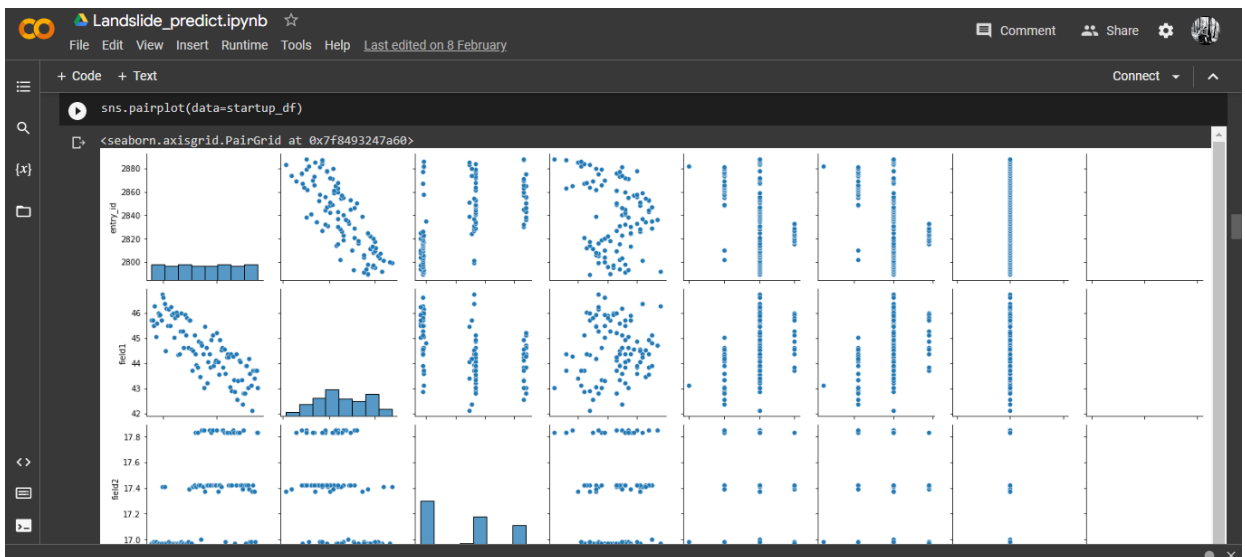 Landslide_predict.ipynb
Comment
Share
File Edit View Insert Runtime Tools Help Last edited on 8 February
+ Code + Text
Connect
sns.pairplot(data=startup_df)
<seaborn.axisgrid.PairGrid at 0x7f8493247a60>
{x}
2880
2860
2840
2820
2800
entry_id
46
45
44
43
42
field1
17.8
17.6
17.4
17.2
17.0
field2